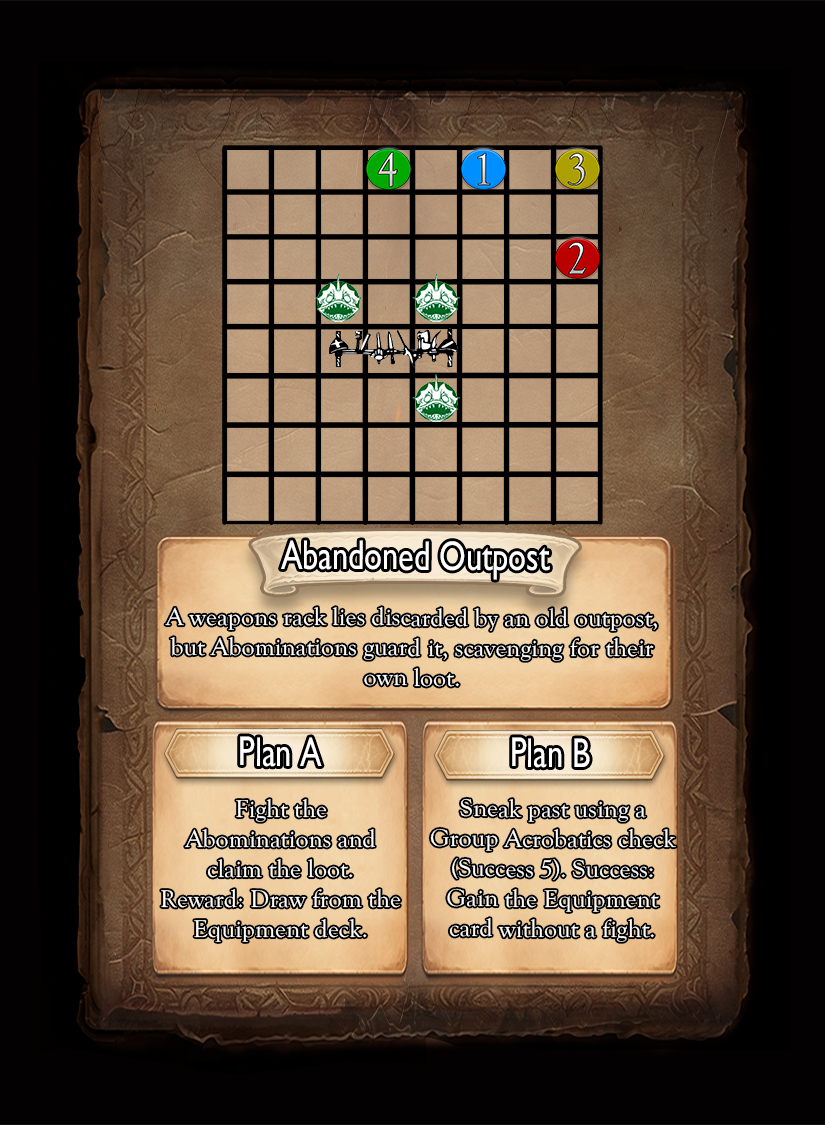 4 1 3
2
Abandoned Outpost
A weapons rack lies discarded by an old outpost,
but Abominations guard it, scavenging for their
own loot.
Plan A
Fight the
Abominations and
claim the loot.
Reward: Draw from the
Equipment deck.
Plan B
Sneak past using a
Group Acrobatics check
(Success 5). Success:
Gain the Equipment
card without a fight.